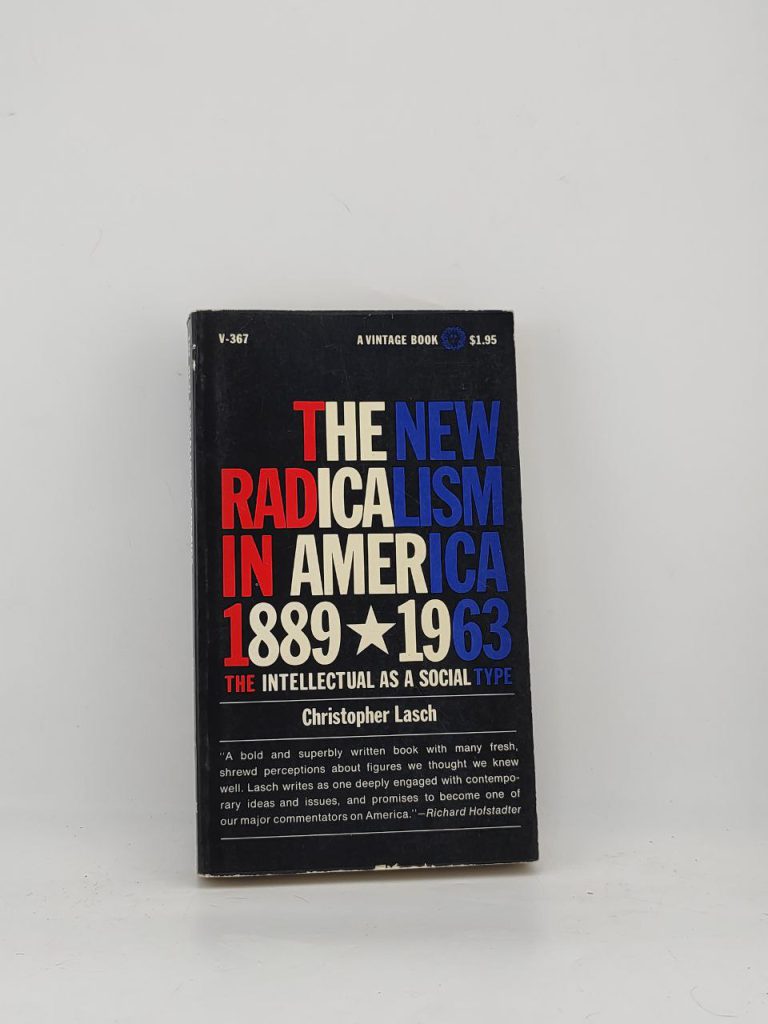 V-367 A VINTAGE BOOK $1.95
THE NEW
RADICALISM
IN AMERICA
1889★1963
THE INTELLECTUAL AS A SOCIAL TYPE
Christopher Lasch
"A bold and superbly written book with many fresh,
shrewd perceptions about figures we thought we knew
well. Lasch writes as one deeply engaged with contempo-
rary ideas and issues, and promises to become one of
our major commentators on America."—Richard Hofstadter